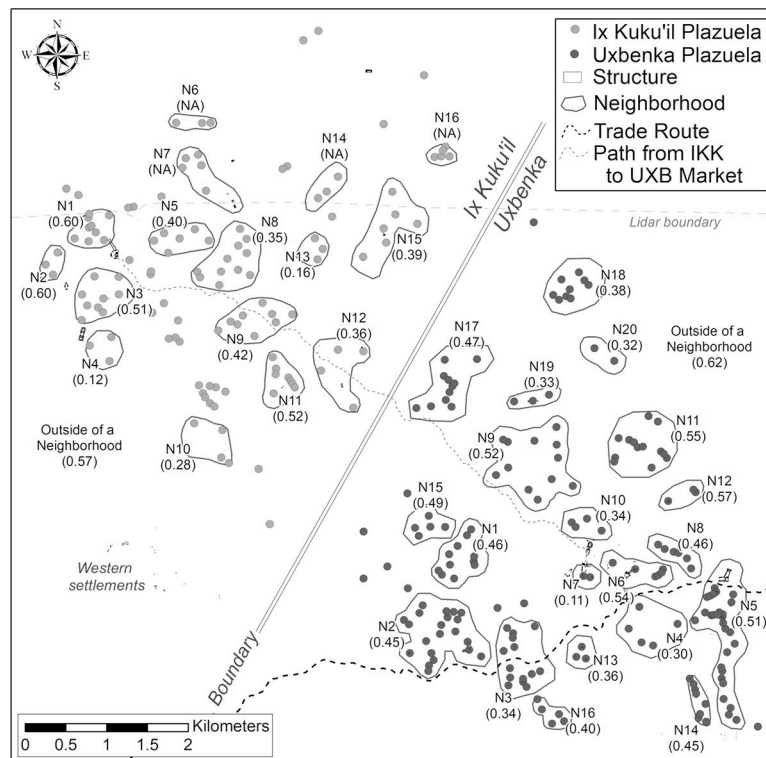 N
W E
S
Ix Kuku'il Plazuela
Uxbenka Plazuela
Structure
Neighborhood
Trade Route
Path from IKK
to UXB Market
N6
(NA)
N7
(NA)
N14
(NA)
N16
(NA)
Ix Kuku'il
Uxbenka
Lidar boundary
N1
(0.60)
N5
(0.40)
N8
(0.35)
N13
(0.16)
N15
(0.39)
N2
(0.60)
N3
(0.51)
N18
(0.38)
N12
(0.36)
N9
(0.42)
N17
(0.47)
N20
(0.32)
Outside of a
Neighborhood
(0.62)
N4
(0.12)
N19
(0.33)
N11
(0.52)
Outside of a
Neighborhood
(0.57)
N10
(0.28)
N9
(0.52)
N11
(0.55)
N12
(0.57)
N15
(0.49)
N10
(0.34)
N1
(0.46)
N8
(0.46)
Western
settlements
N7
(0.11)
N6
(0.54)
N5
(0.51)
N2
(0.45)
N4
(0.30)
N13
(0.36)
N3
(0.34)
N16
(0.40)
N14
(0.45)
Boundary
Kilometers
0 0.5 1 1.5 2